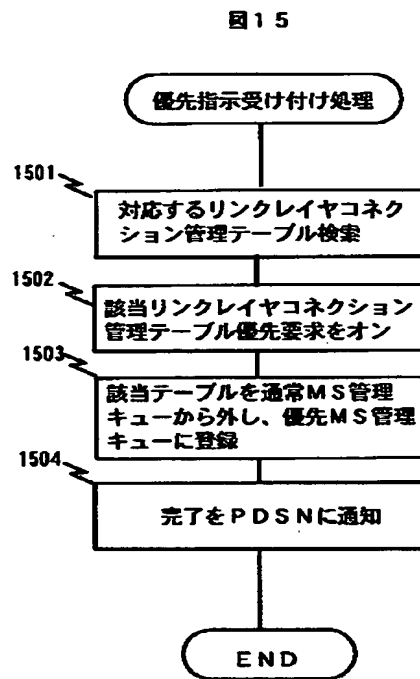 図15
優先指示受け付け処理
1501
対応するリンクレイヤコネク
ション管理テーブル検索
1502
該当リンクレイヤコネクション
管理テーブル優先要求をオン
1503
該当テーブルを通常MS管理
キューから外し、優先MS管理
キューに登録
1504
完了をPDSNに通知
END